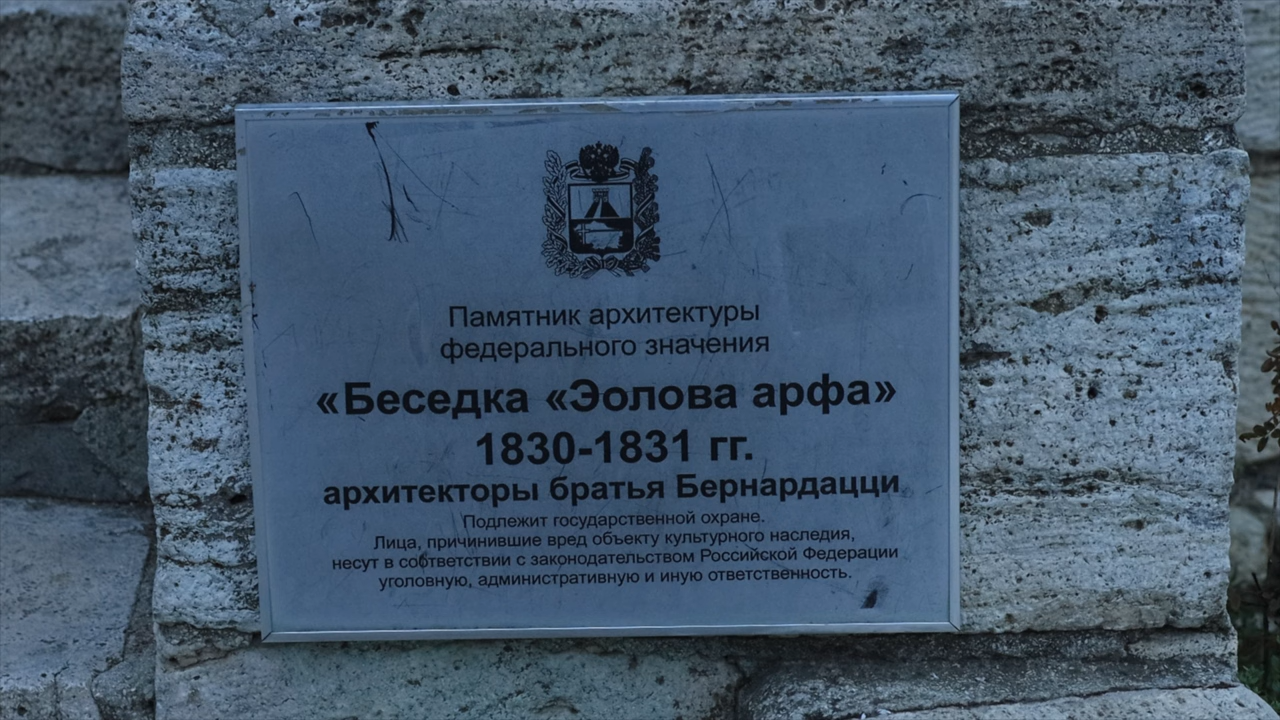 Памятник архитектуры
федерального значения
«Беседка «Эолова арфа»
1830-1831 гг.
архитекторы братья Бернардацци
Подлежит государственной охране.
Лица, причинившие вред объекту культурного наследия,
несут в собтветствии с законодательством Российской Федерации
уголовную, административную и иную ответственность.